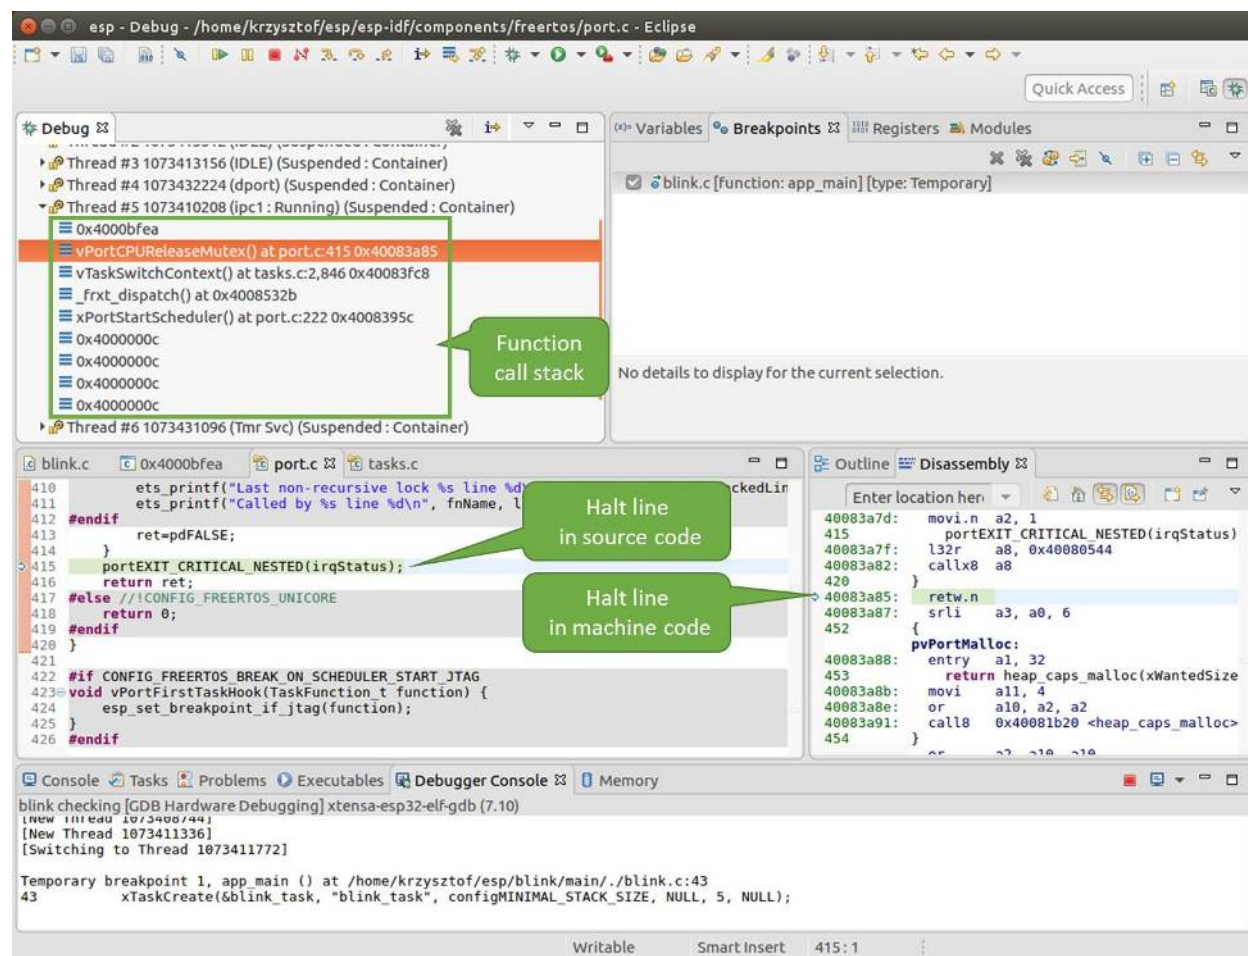 esp - Debug - /home/krzysztof/esp/esp-idf/components/freertos/port.c - Eclipse
Quick Access
Debug
Thread #3 1073413156 (IDLE) (Suspended : Container)
Thread #4 1073432224 (dport) (Suspended : Container)
Thread #5 1073410208 (ipc1 : Running) (Suspended : Container)
0x4000bfea
vPortCPUReleaseMutex() at port.c:415 0x40083a85
vTaskSwitchContext() at tasks.c:2,846 0x40083fc8
_frxt_dispatch() at 0x4008532b
xPortStartScheduler() at port.c:222 0x4008395c
0x4000000c
0x4000000c
0x4000000c
0x4000000c
Thread #6 1073431096 (Tmr Svc) (Suspended : Container)
Function
call stack
(x)= Variables Breakpoints Registers Modules
blink.c [function: app_main] [type: Temporary]
No details to display for the current selection.
blink.c 0x4000bfea port.c tasks.c
410 ets_printf("Last non-recursive lock %s line %d
411 ets_printf("Called by %s line %d\n", fnName, l
412 #endif
413 ret=pdFALSE;
414 }
415 portEXIT_CRITICAL_NESTED(irqStatus);
416 return ret;
417 #else //!CONFIG_FREERTOS_UNICORE
418 return 0;
419 #endif
420 }
421
422 #if CONFIG_FREERTOS_BREAK_ON_SCHEDULER_START_JTAG
423 void vPortFirstTaskHook(TaskFunction_t function) {
424 esp_set_breakpoint_if_jtag(function);
425 }
426 #endif
Halt line
in source code
Halt line
in machine code
Outline Disassembly
Enter location her
40083a7d: movi.n a2, 1
415 portEXIT_CRITICAL_NESTED(irqStatus)
40083a7f: l32r a8, 0x40080544
40083a82: callx8 a8
420 }
40083a85: retw.n
40083a87: srli a3, a0, 6
452 {
pvPortMalloc:
40083a88: entry a1, 32
453 return heap_caps_malloc(xWantedSize
40083a8b: movi a11, 4
40083a8e: or a10, a2, a2
40083a91: call8 0x40081b20 <heap_caps_malloc>
454 }
Console Tasks Problems Executables Debugger Console Memory
blink checking [GDB Hardware Debugging] xtensa-esp32-elf-gdb (7.10)
[New Thread 1073408744]
[New Thread 1073411336]
[Switching to Thread 1073411772]
Temporary breakpoint 1, app_main () at /home/krzysztof/esp/blink/main/./blink.c:43
43 xTaskCreate(&blink_task, "blink_task", configMINIMAL_STACK_SIZE, NULL, 5, NULL);
Writable Smart Insert 415 : 1